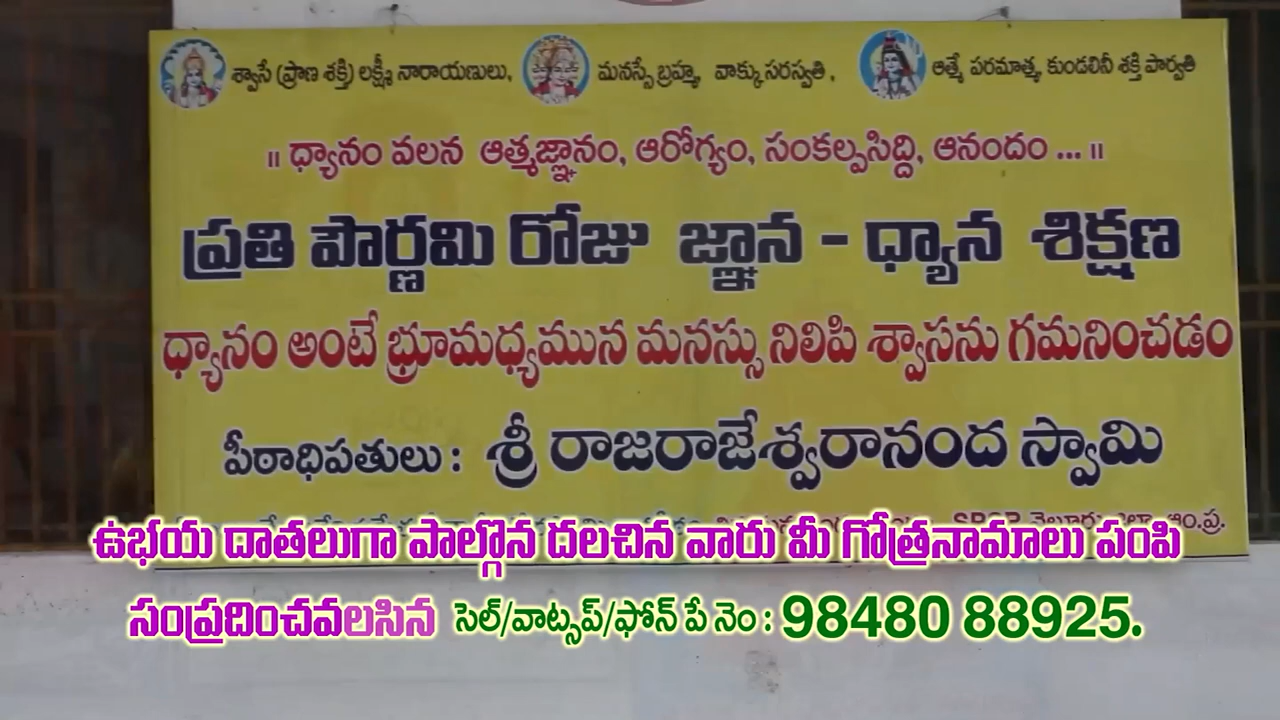 శ్వాసే (ప్రాణ శక్తి) లక్ష్మీ నారాయణులు, మనస్సే బ్రహ్మ, వాక్కు సరస్వతి, ఆత్మే పరమాత్మ, కుండలినీ శక్తి పార్వతి
॥ ధ్యానం వలన ఆత్మజ్ఞానం, ఆరోగ్యం, సంకల్పసిద్ది, ఆనందం ... ॥
ప్రతి పౌర్ణమి రోజు జ్ఞాన - ధ్యాన శిక్షణ
ధ్యానం అంటే భ్రూమధ్యమున మనస్సు నిలిపి శ్వాసను గమనించడం
పీఠాధిపతులు : శ్రీ రాజరాజేశ్వరానంద స్వామి
ఆం.ప్ర.
ఉభయ దాతలుగా పాల్గొన దలచిన వారు మీ గోత్రనామాలు పంపి
సంప్రదించవలసిన సెల్/వాట్సప్/ఫోన్ పే నెం : 98480 88925.